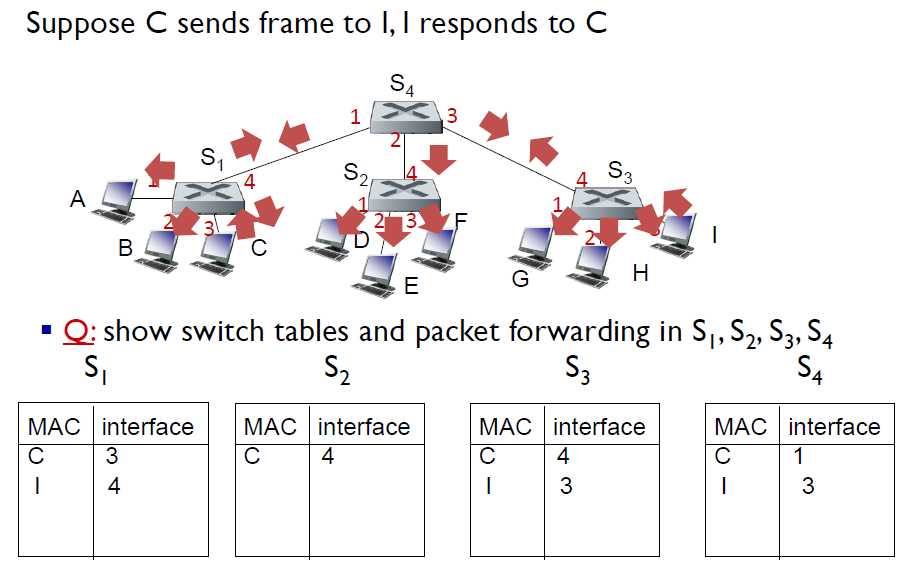 Suppose C sends frame to I, I responds to C
S4
1 3
2
S1 S2 4 S3
1 4 4
A 1 2 3 F 1
2 3 D 2 3 I
B C E G H
Q: show switch tables and packet forwarding in S1, S2, S3, S4
S1 S2 S3 S4
MAC interface MAC interface MAC interface MAC interface
C 3 C 4 C 4 C 1
I 4 I 3 I 3